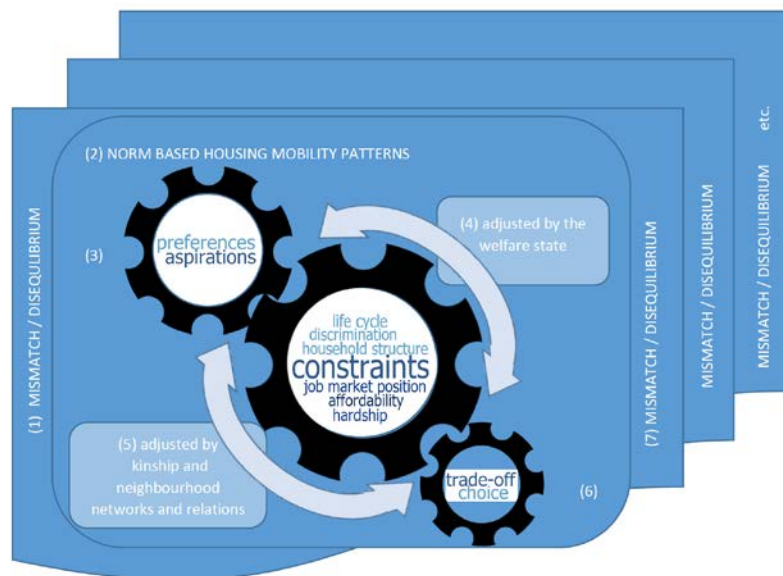 (1) MISMATCH / DISEQUILIBRIUM
(2) NORM BASED HOUSING MOBILITY PATTERNS
(3)
preferences
aspirations
(4) adjusted by the
welfare state
life cycle
discrimination
household structure
constraints
job market position
affordability
hardship
(5) adjusted by
kinship and
neighbourhood
networks and relations
trade-off
choice
(6)
(7) MISMATCH / DISEQUILIBRIUM
MISMATCH / DISEQUILIBRIUM
MISMATCH / DISEQUILIBRIUM
etc.